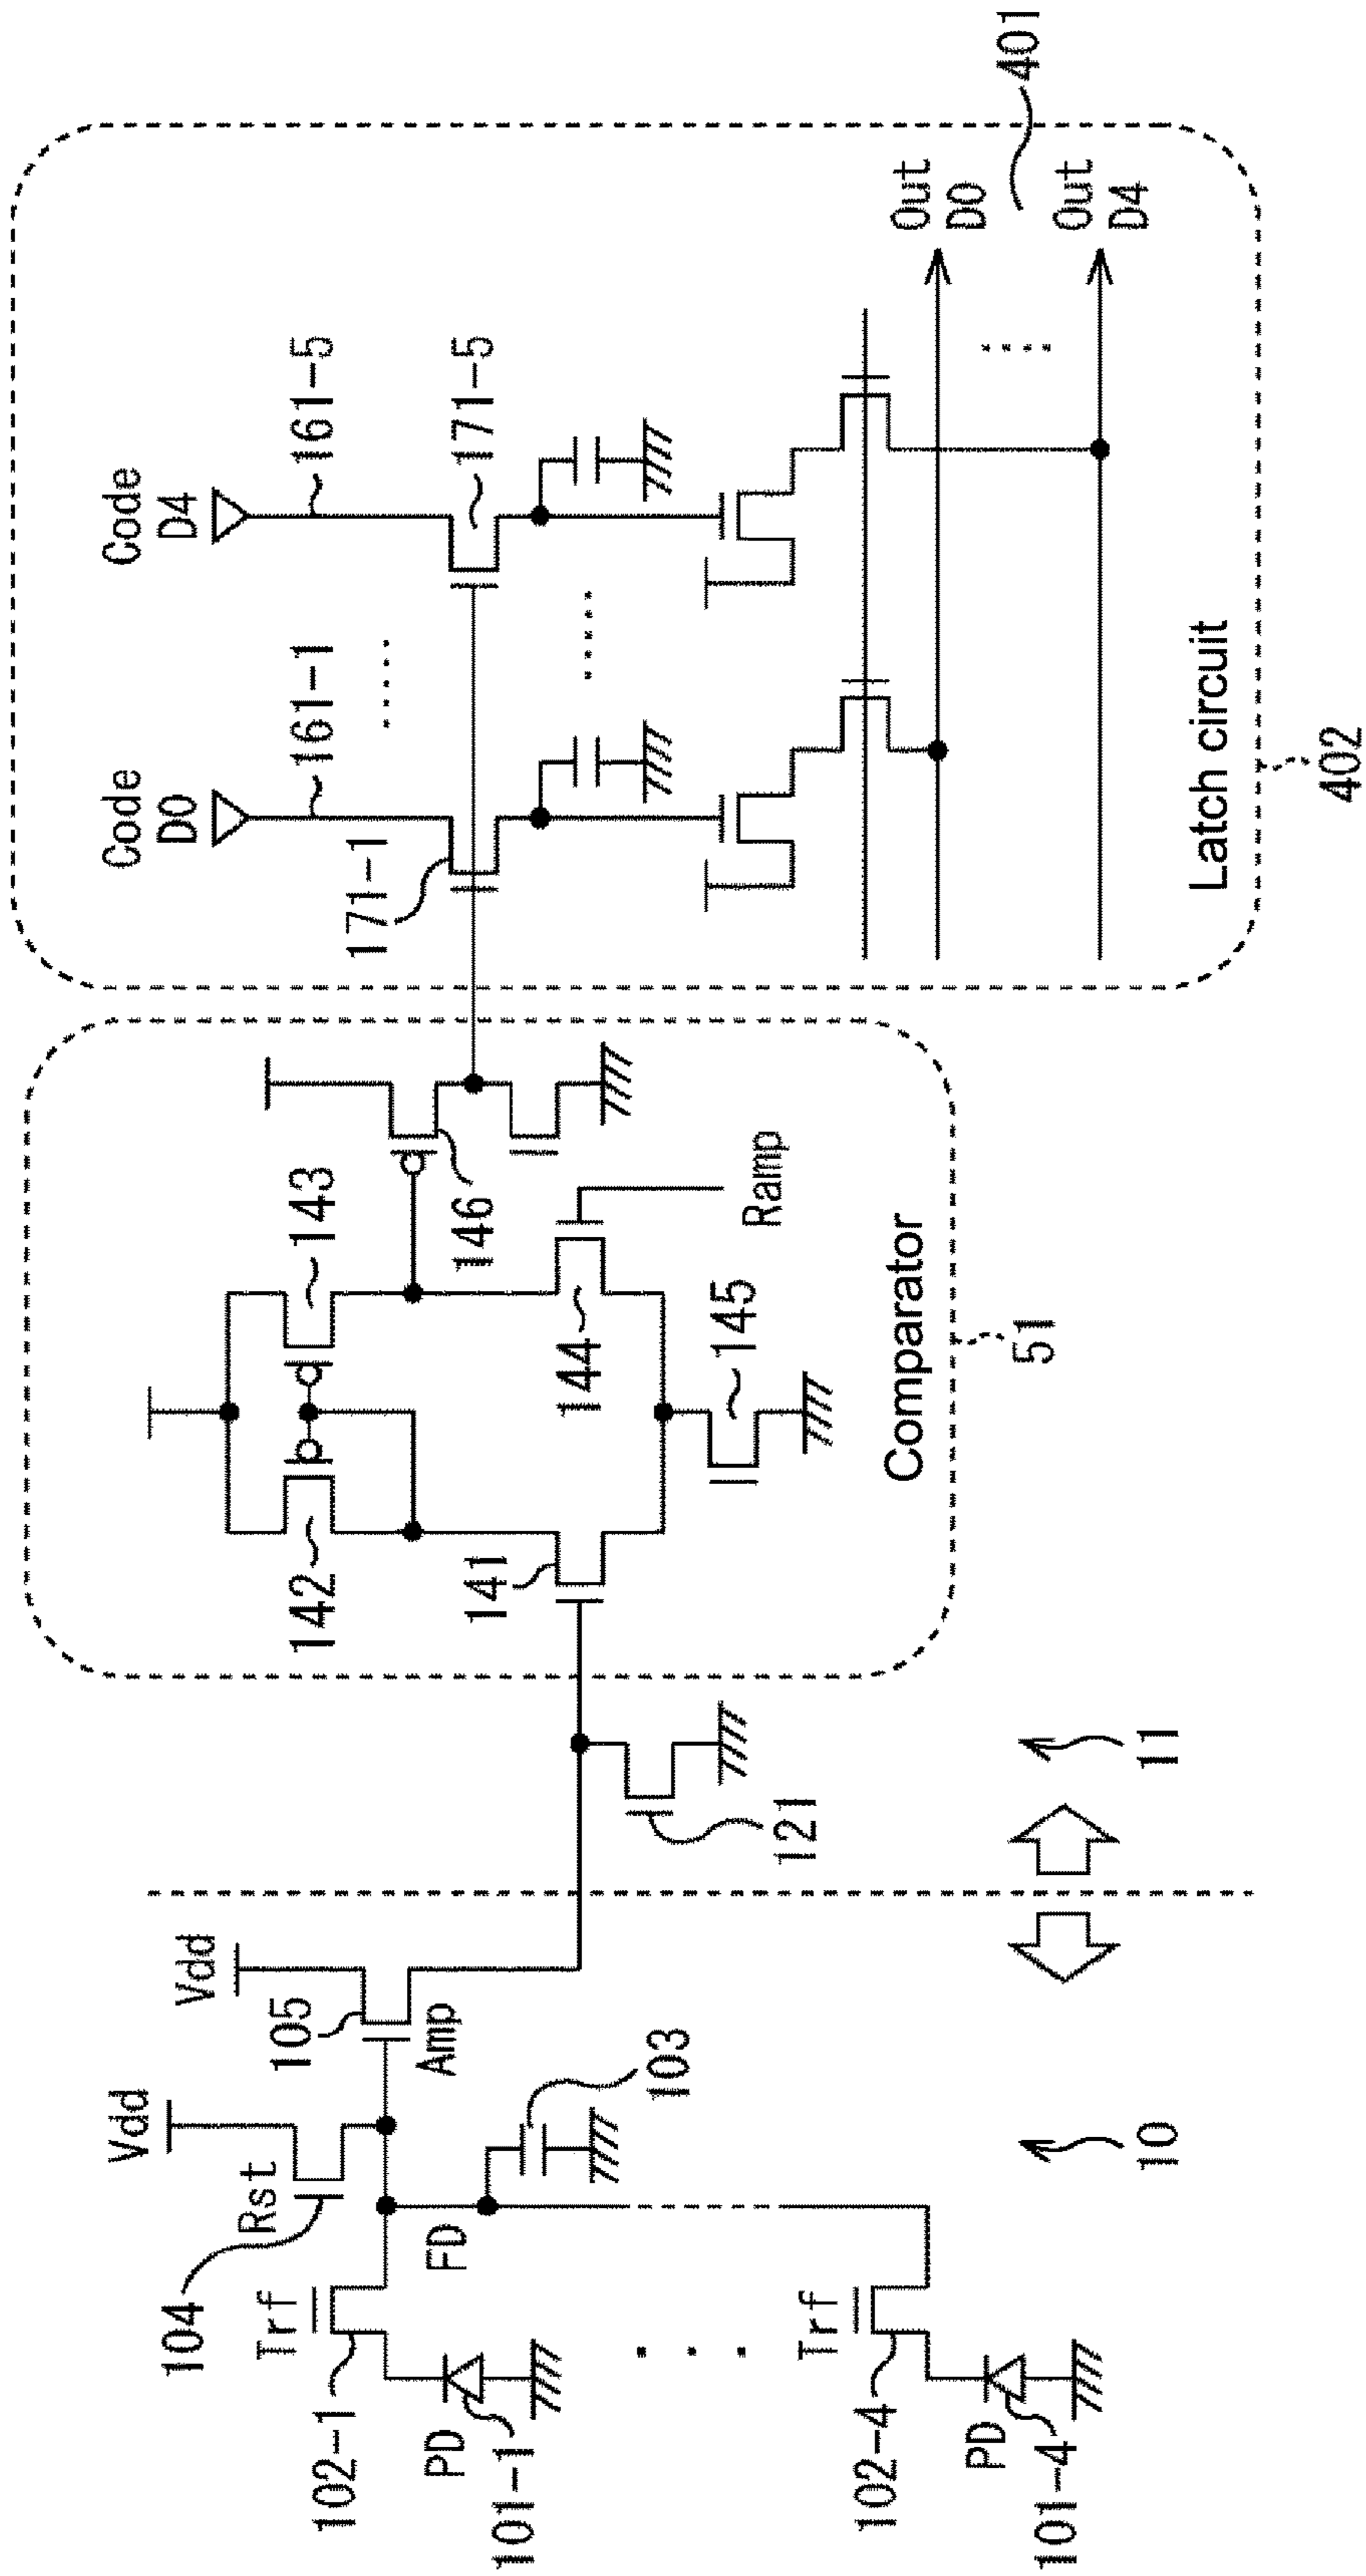 Vdd
Vdd
104
Rst
105
Amp
Trf
102-1
FD
103
PD
101-1
Trf
102-4
PD
101-4
10
11
121
142
143
141
144
146
145
Ramp
Comparator
51
Code
D0
Code
D4
161-1
161-5
171-1
171-5
Out
D0
Out
D4
401
Latch circuit
402